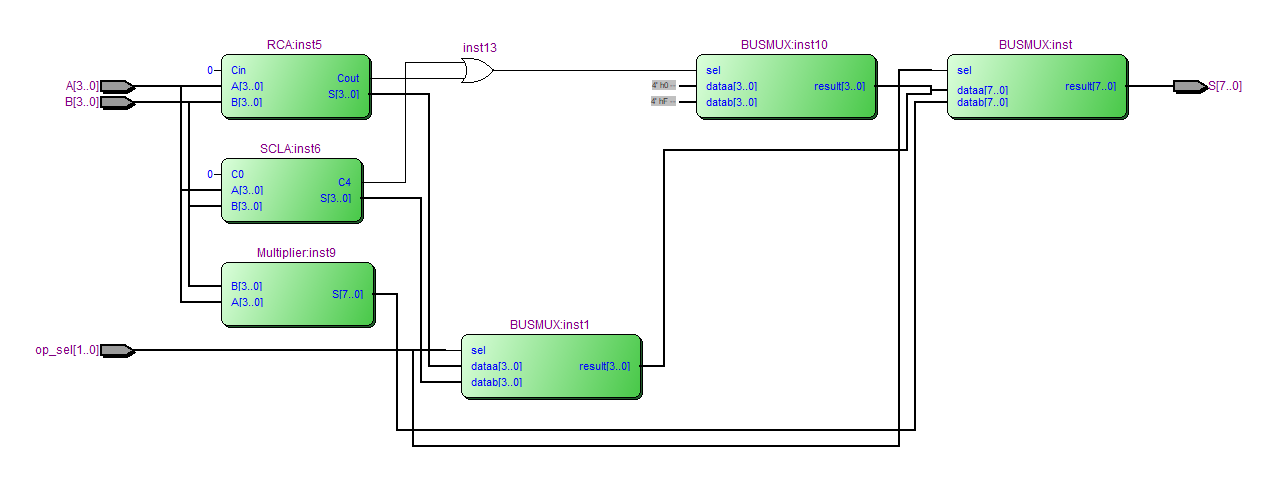 RCA:inst5
0
Cin
A[3..0]
B[3..0]
Cout
S[3..0]
A[3..0]
B[3..0]
inst13
SCLA:inst6
0
C0
A[3..0]
B[3..0]
C4
S[3..0]
Multiplier:inst9
B[3..0]
A[3..0]
S[7..0]
op_sel[1..0]
BUSMUX:inst1
sel
dataa[3..0]
datab[3..0]
result[3..0]
BUSMUX:inst10
4' h0
4' hF
sel
dataa[3..0]
datab[3..0]
result[3..0]
BUSMUX:inst
sel
dataa[7..0]
datab[7..0]
result[7..0]
S[7..0]